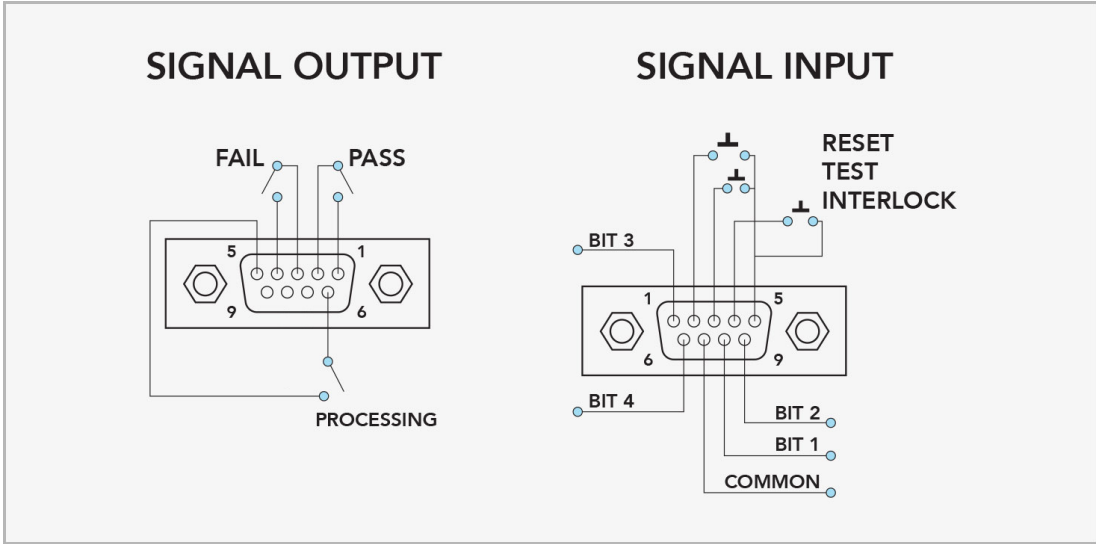 SIGNAL OUTPUT
FAIL
PASS
5
1
9
6
PROCESSING
SIGNAL INPUT
RESET
TEST
INTERLOCK
BIT 3
1
5
6
9
BIT 4
BIT 2
BIT 1
COMMON